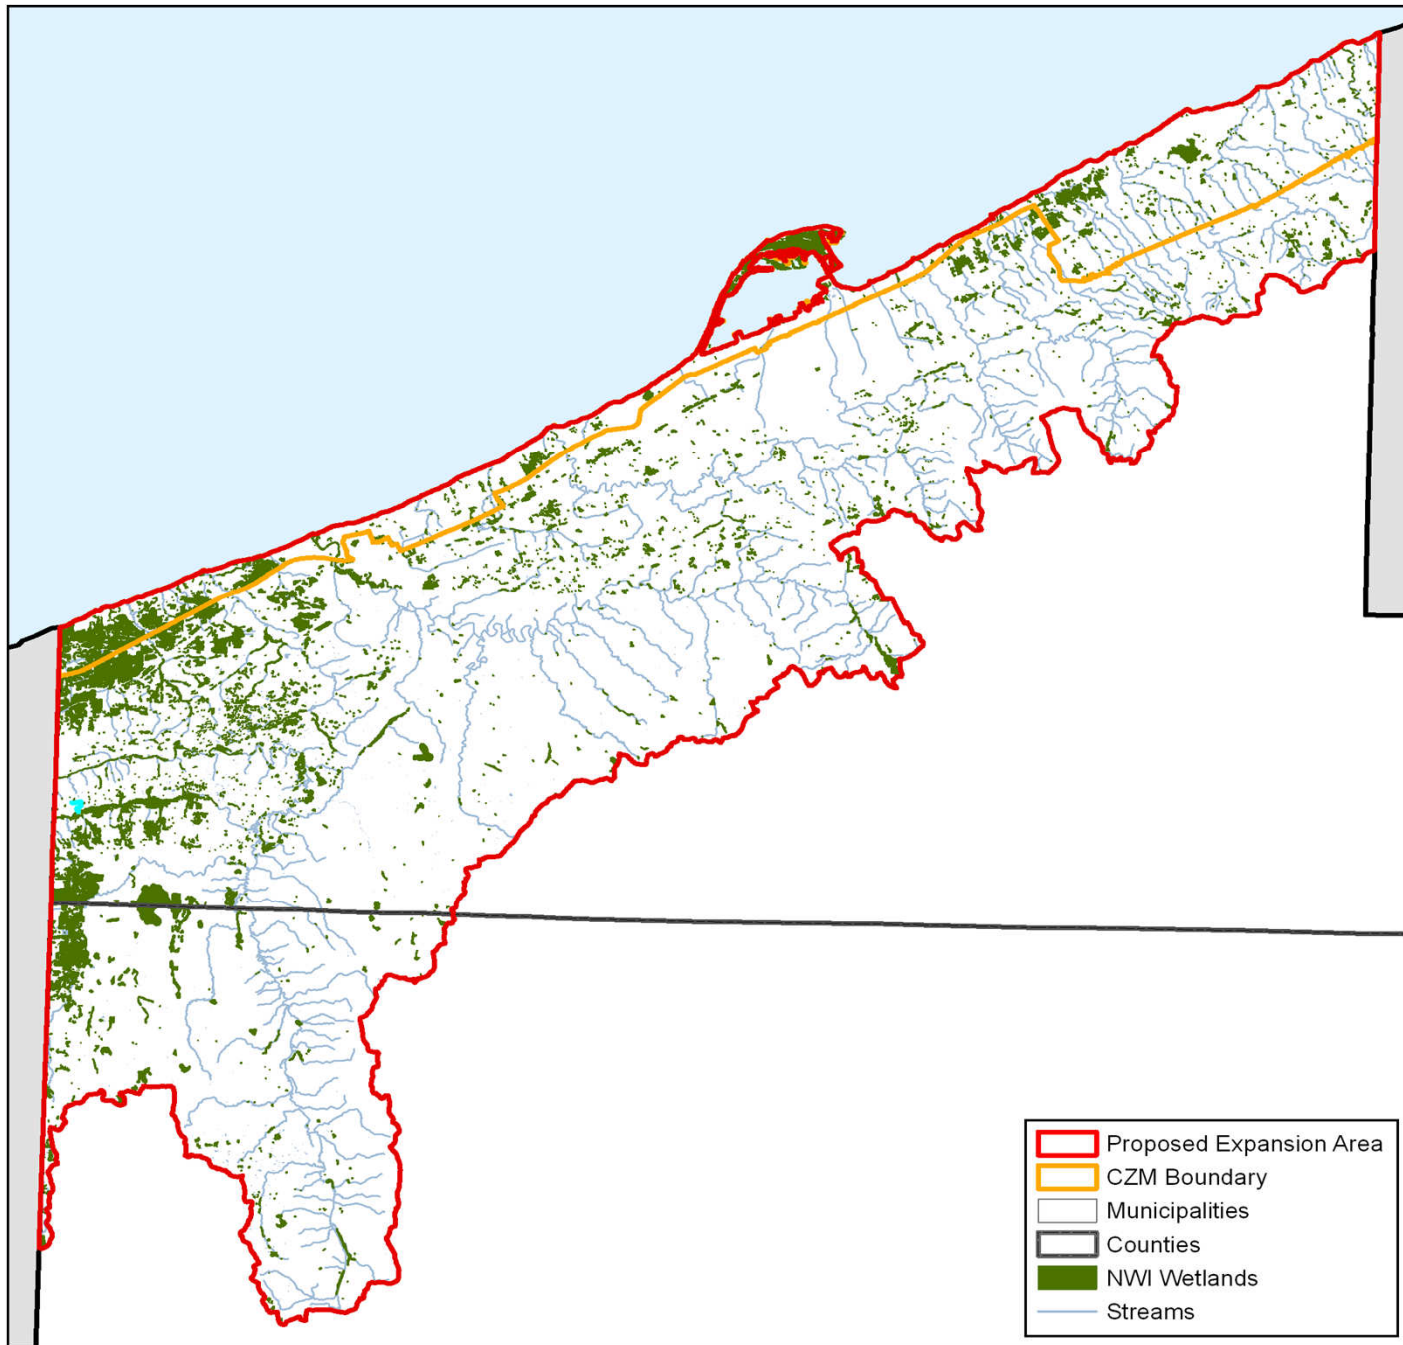 Proposed Expansion Area
CZM Boundary
Municipalities
Counties
NWI Wetlands
Streams